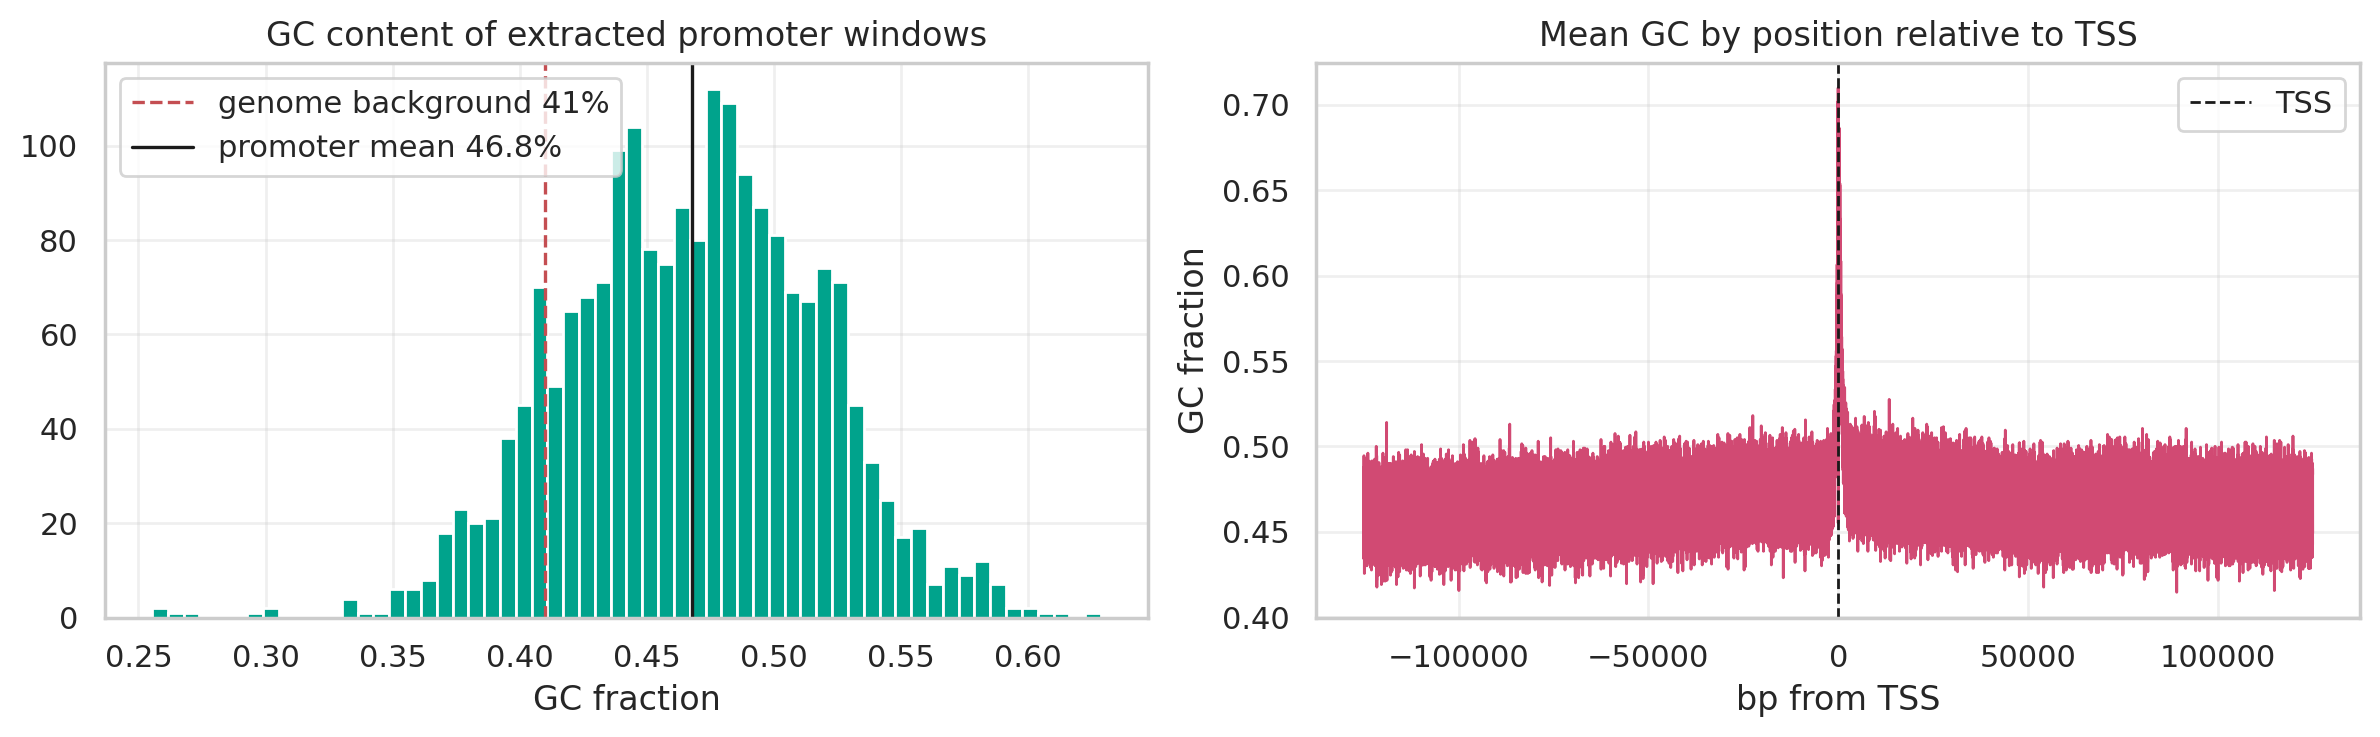 GC content of extracted promoter windows
genome background 41%
promoter mean 46.8%
100
80
60
40
20
0
0.25 0.30 0.35 0.40 0.45 0.50 0.55 0.60
GC fraction
Mean GC by position relative to TSS
TSS
GC fraction
0.70
0.65
0.60
0.55
0.50
0.45
0.40
−100000 −50000 0 50000 100000
bp from TSS